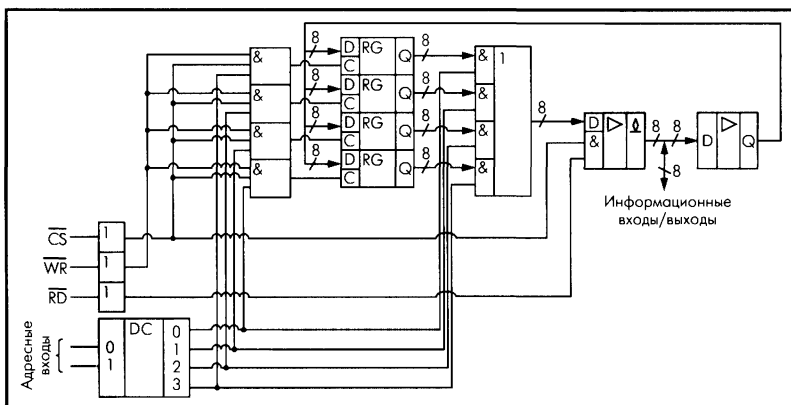 8
D RG Q 8
C
8
D RG Q 8
C
8
D RG Q 8
C
8
D RG Q 8
C
&
&
&
&
& 1
&
&
&
8
D
&
8 8
D Q
8
Информационные
входы/выходы
CS 1
WR 1
RD 1
Адресные
входы
0
1
DC
0
1
2
3